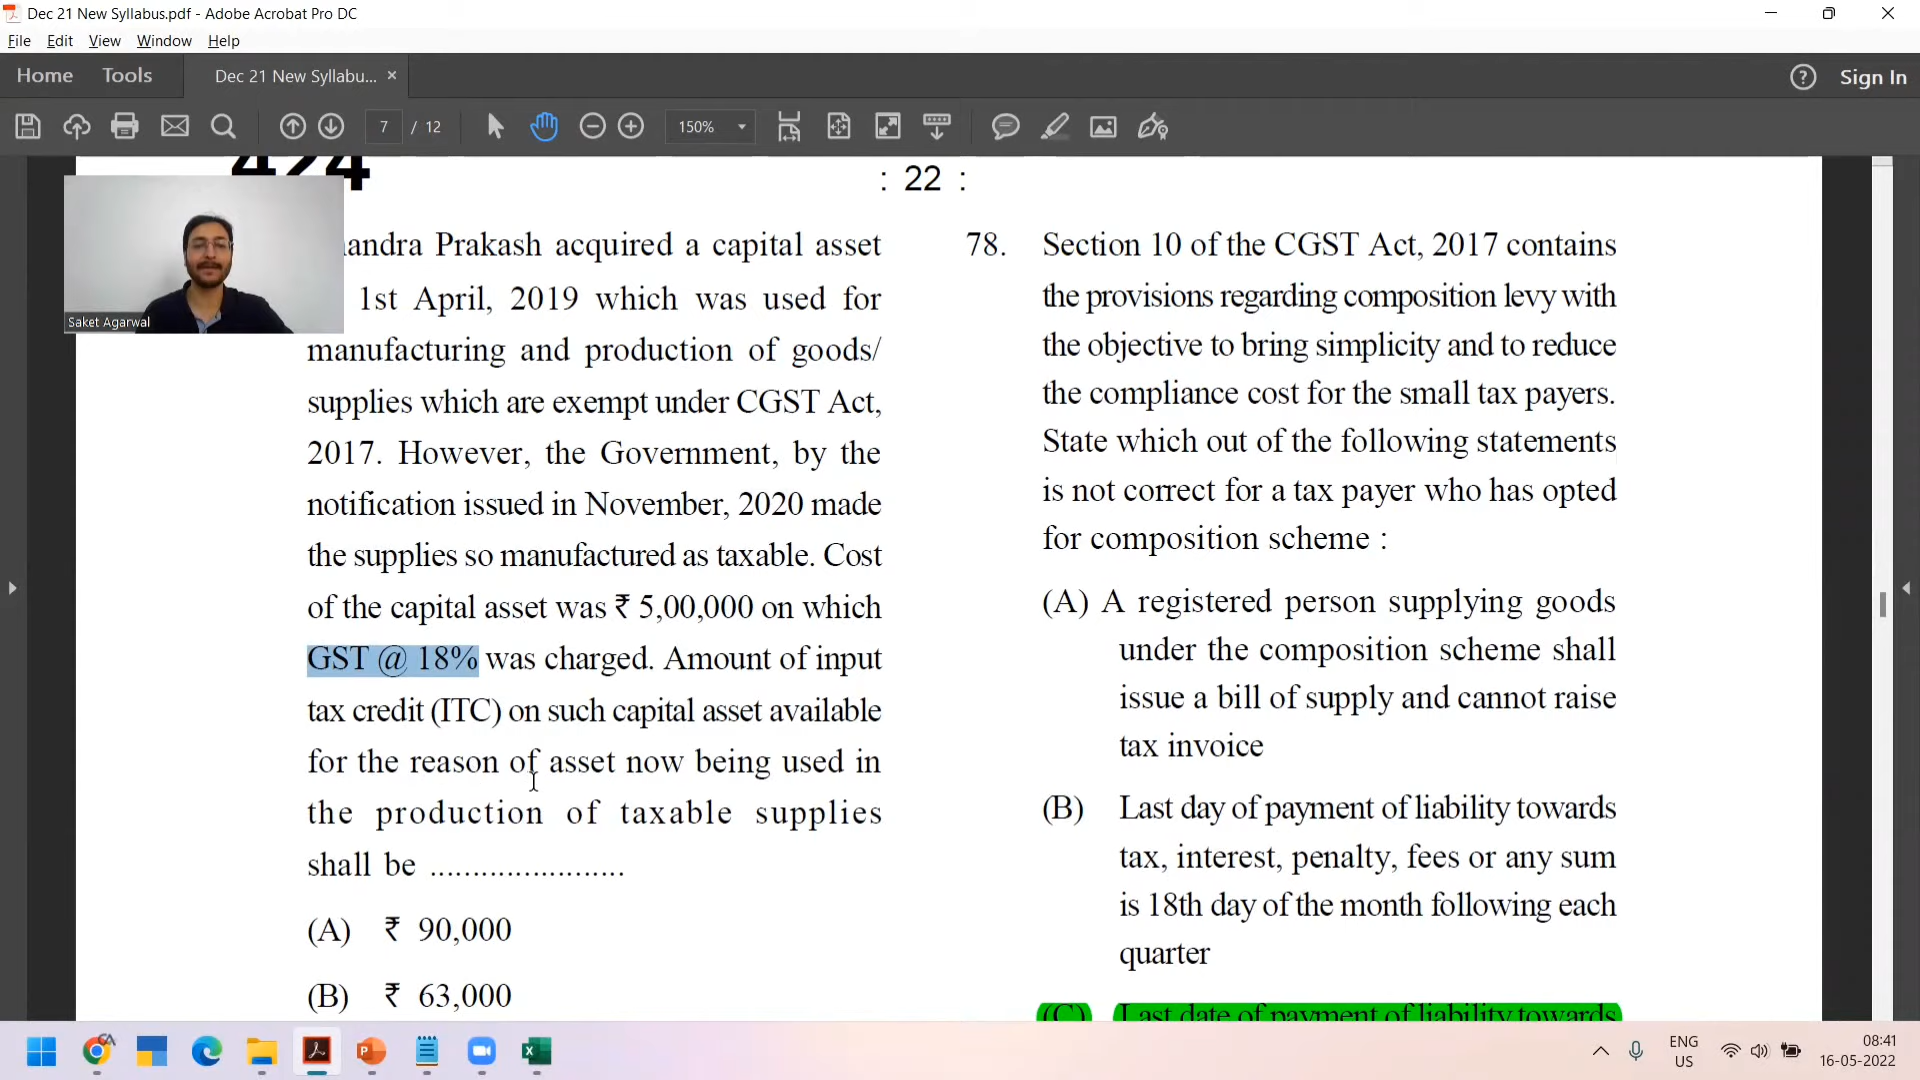 Dec 21 New Syllabus.pdf - Adobe Acrobat Pro DC
File Edit View Window Help
Home Tools Dec 21 New Syllabu... × Sign In
7 / 12 150%
424
: 22 :
Saket Agarwal
andra Prakash acquired a capital asset
1st April, 2019 which was used for
manufacturing and production of goods/
supplies which are exempt under CGST Act,
2017. However, the Government, by the
notification issued in November, 2020 made
the supplies so manufactured as taxable. Cost
of the capital asset was ₹ 5,00,000 on which
GST @ 18% was charged. Amount of input
tax credit (ITC) on such capital asset available
for the reason of asset now being used in
the production of taxable supplies
shall be .......................
(A) ₹ 90,000
(B) ₹ 63,000
78. Section 10 of the CGST Act, 2017 contains
the provisions regarding composition levy with
the objective to bring simplicity and to reduce
the compliance cost for the small tax payers.
State which out of the following statements
is not correct for a tax payer who has opted
for composition scheme :
(A) A registered person supplying goods
under the composition scheme shall
issue a bill of supply and cannot raise
tax invoice
(B) Last day of payment of liability towards
tax, interest, penalty, fees or any sum
is 18th day of the month following each
quarter
(C) Last date of payment of liability towards
ENG
US
08:41
16-05-2022